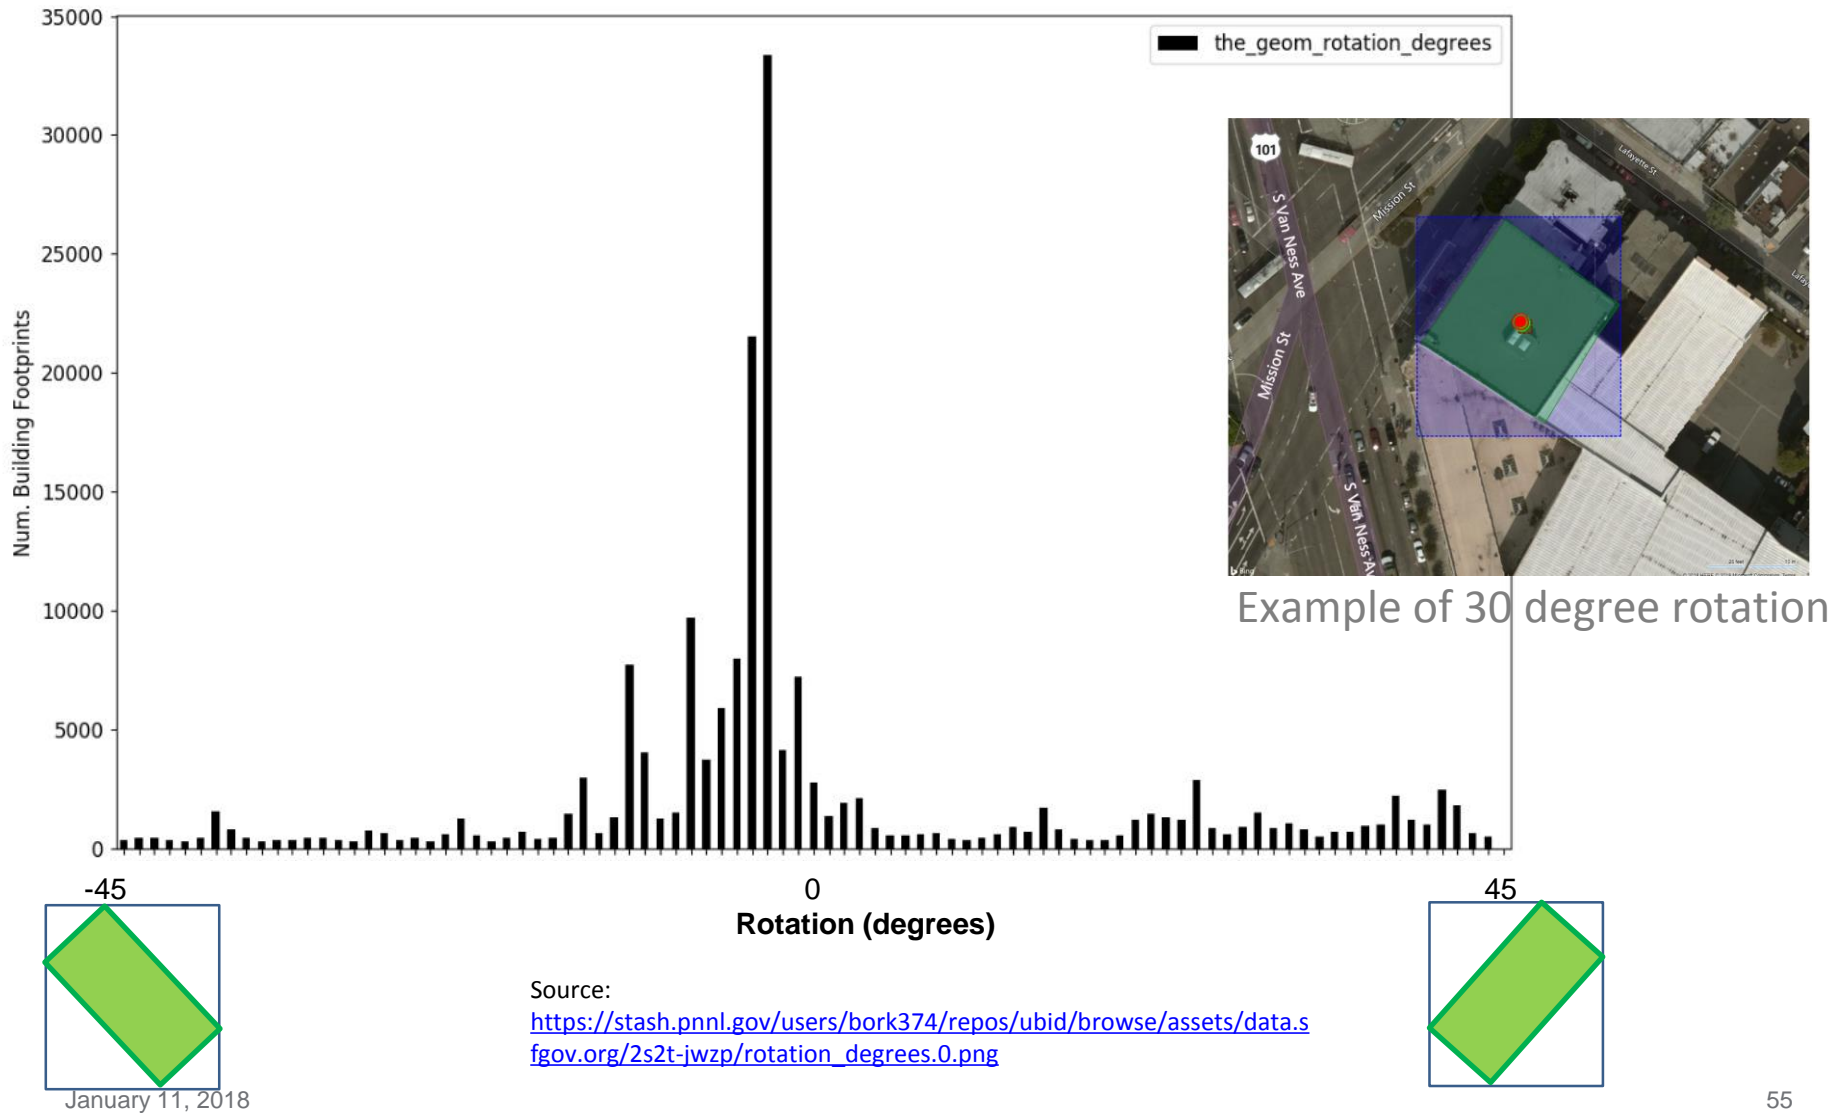 35000
30000
25000
20000
15000
10000
5000
0
Num. Building Footprints
the_geom_rotation_degrees
101
S Van Ness Ave
Mission St
Lafayette St
Mission St
S Van Ness Av
Example of 30 degree rotation
-45
0
45
Rotation (degrees)
Source:
https://stash.pnnl.gov/users/bork374/repos/ubid/browse/assets/data.s
fgov.org/2s2t-jwzp/rotation_degrees.0.png
January 11, 2018
55